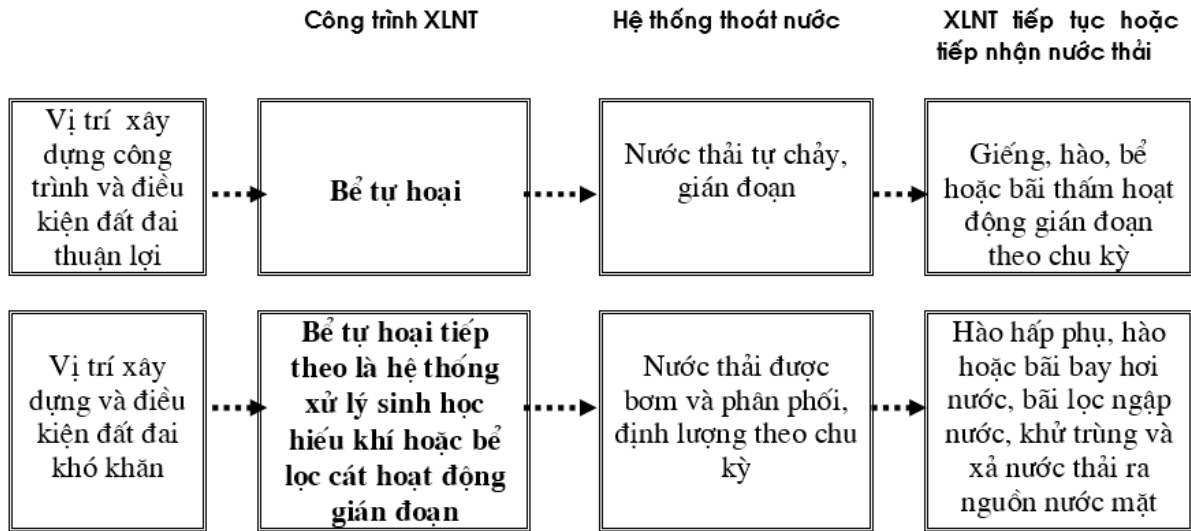 Công trình XLNT
Hệ thống thoát nước
XLNT tiếp tục hoặc
tiếp nhận nước thải
Vị trí xây
dựng công
trình và điều
kiện đất đai
thuận lợi
Bể tự hoại
Nước thải tự chảy,
gián đoạn
Giếng, hào, bể
hoặc bãi thấm hoạt
động gián đoạn
theo chu kỳ
Vị trí xây
dựng và điều
kiện đất đai
khó khăn
Bể tự hoại tiếp
theo là hệ thống
xử lý sinh học
hiếu khí hoặc bể
lọc cát hoạt động
gián đoạn
Nước thải được
bơm và phân phối,
định lượng theo chu
kỳ
Hào hấp phụ, hào
hoặc bãi bay hơi
nước, bãi lọc ngập
nước, khử trùng và
xả nước thải ra
nguồn nước mặt